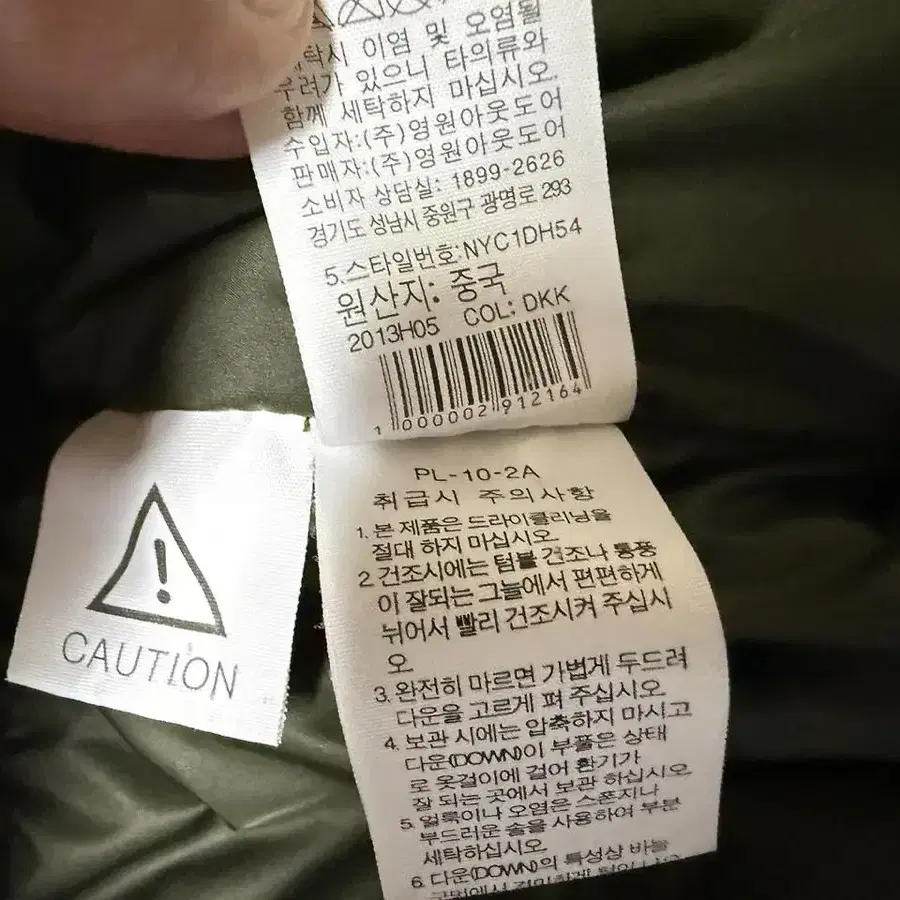 세탁시 이염 및 오염될
우려가 있으니 타의류와
함께 세탁하지 마십시오.
수입자:(주)영원아웃도어
판매자:(주)영원아웃도어
소비자 상담실: 1899-2626
경기도 성남시 중원구 광명로 293
5.스타일번호:NYC1DH54
원산지: 중국
2013H05 COL: DKK
1 000002 912164
CAUTION
PL-10-2A
취급시 주의사항
1. 본 제품은 드라이클리닝을
절대 하지 마십시오.
2. 건조시에는 텀블 건조나 통풍
이 잘되는 그늘에서 편편하게
뉘어서 빨리 건조시켜 주십시
오
3. 완전히 마르면 가볍게 두드려
다운을 고르게 펴 주십시오
4. 보관 시에는 압축하지 마시고
다운(DOWN)이 부풀은 상태
로 옷걸이에 걸어 환기가
잘 되는 곳에서 보관 하십시오
5. 얼룩이나 오염은 스폰지나
부드러운 솔을 사용하여 부분
세탁하십시오.
6. 다운(DOWN)의 특성상 바늘